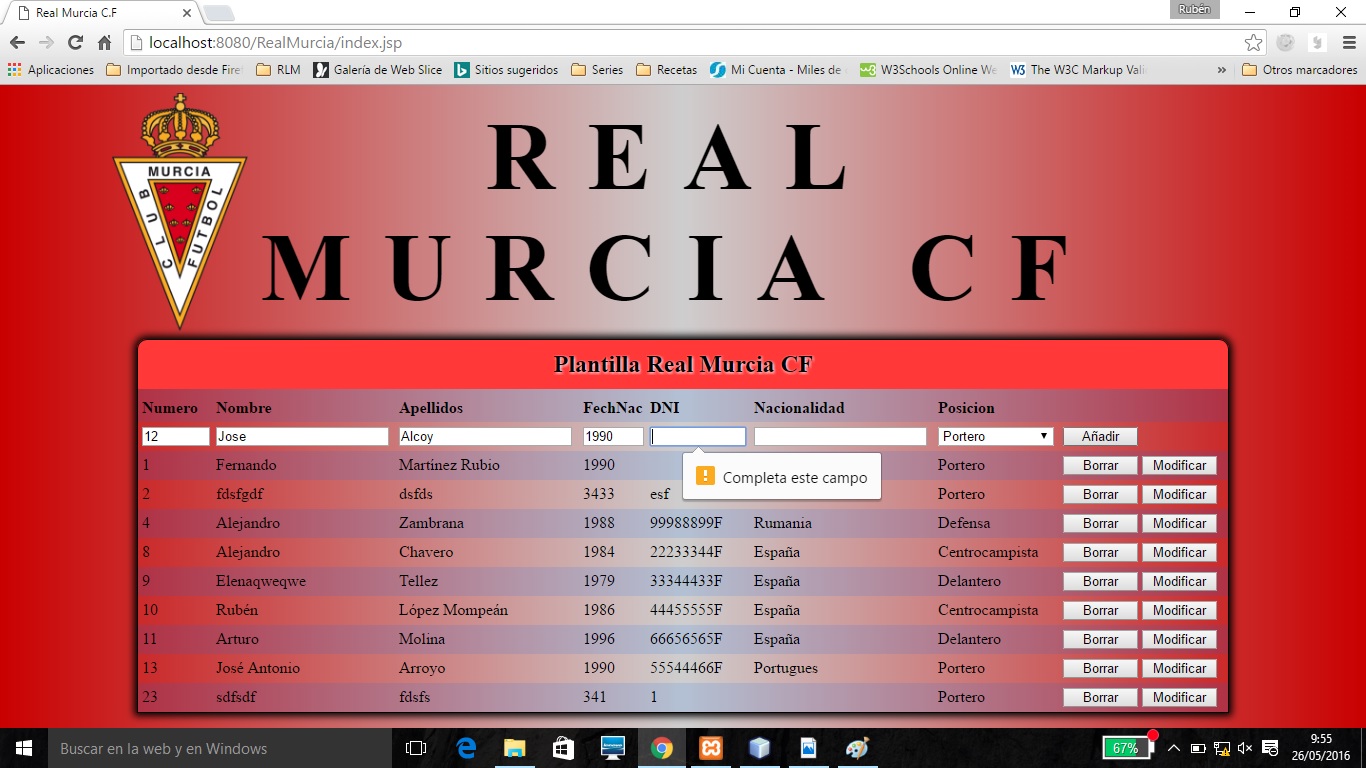 Real Murcia C.F
Rubén
localhost:8080/RealMurcia/index.jsp
Aplicaciones Importado desde Fire RLM Galería de Web Slice Sitios sugeridos Series Recetas Mi Cuenta - Miles de W3Schools Online We W3 The W3C Markup Vali » Otros marcadores
MURCIA
CLUB
FUTBOL
REAL
MURCIA CF
Plantilla Real Murcia CF
Numero Nombre Apellidos FechNac DNI Nacionalidad Posicion
12 Jose Alcoy 1990 Portero Añadir
Completa este campo
1 Fernando Martínez Rubio 1990 Portero Borrar Modificar
2 fdsfgdf dsfds 3433 esf Portero Borrar Modificar
4 Alejandro Zambrana 1988 99988899F Rumania Defensa Borrar Modificar
8 Alejandro Chavero 1984 22233344F España Centrocampista Borrar Modificar
9 Elenaqweqwe Tellez 1979 33344433F España Delantero Borrar Modificar
10 Rubén López Mompeán 1986 44455555F España Centrocampista Borrar Modificar
11 Arturo Molina 1996 66656565F España Delantero Borrar Modificar
13 José Antonio Arroyo 1990 55544466F Portugues Portero Borrar Modificar
23 sdfsdf fdsfs 341 1 Portero Borrar Modificar
Buscar en la web y en Windows
67%
9:55
26/05/2016